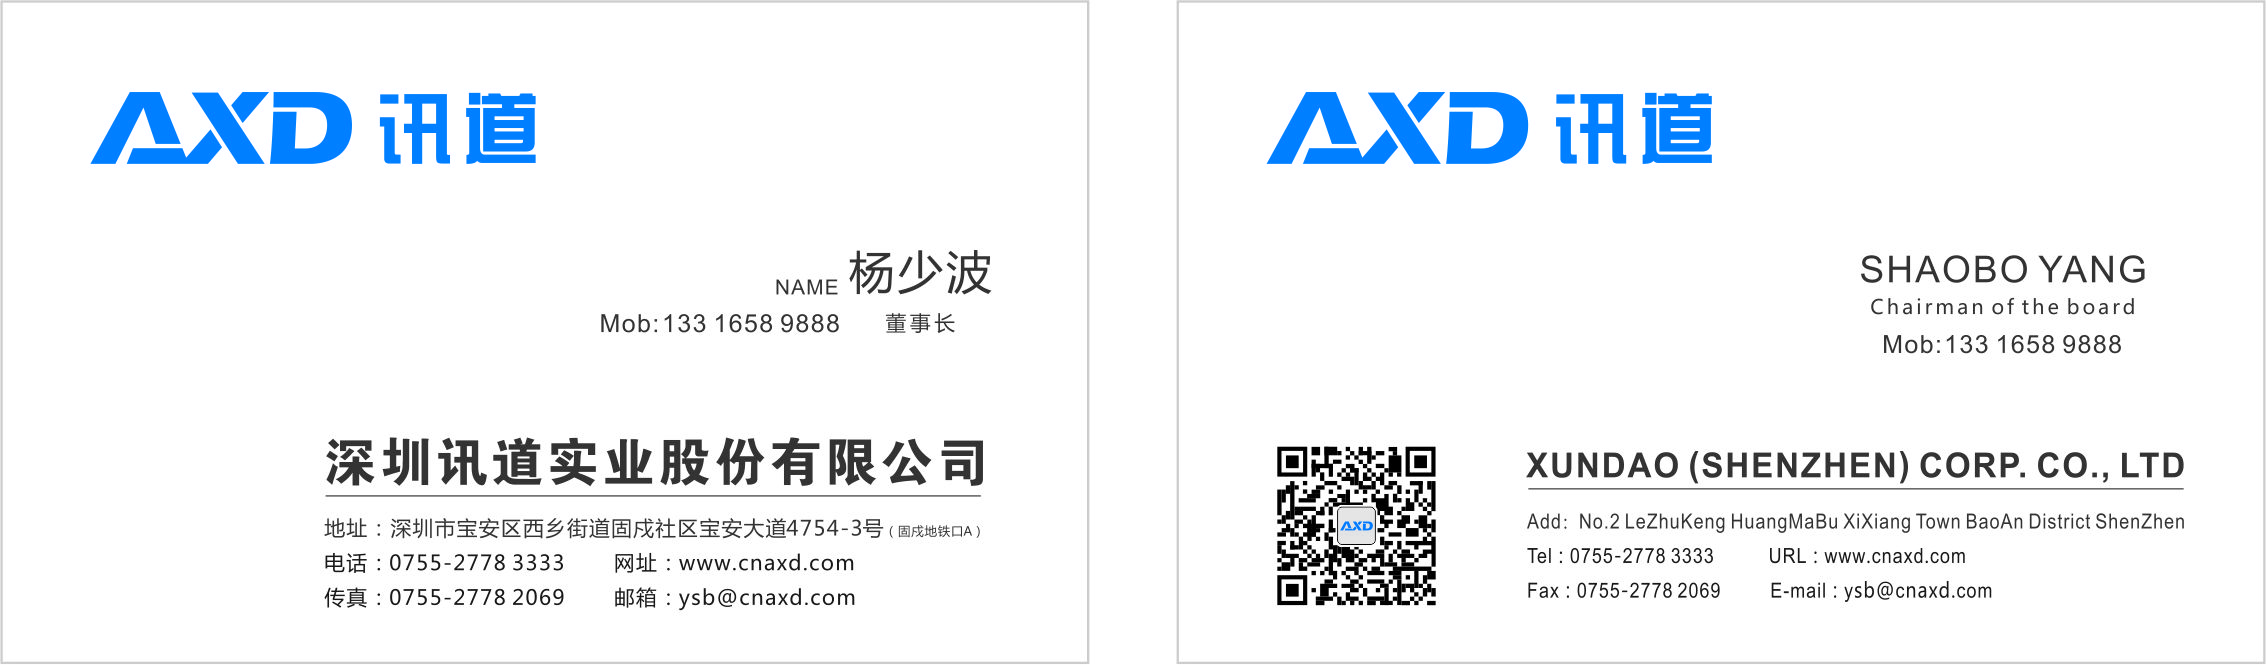 AXD 讯道
NAME 杨少波
Mob:133 1658 9888 董事长
深圳讯道实业股份有限公司
地址：深圳市宝安区西乡街道固戍社区宝安大道4754-3号（固戍地铁口A）
电话：0755-2778 3333 网址：www.cnaxd.com
传真：0755-2778 2069 邮箱：ysb@cnaxd.com
AXD 讯道
SHAOBO YANG
Chairman of the board
Mob:133 1658 9888
AXD
XUNDAO (SHENZHEN) CORP. CO., LTD
Add: No.2 LeZhuKeng HuangMaBu XiXiang Town BaoAn District ShenZhen
Tel : 0755-2778 3333 URL : www.cnaxd.com
Fax : 0755-2778 2069 E-mail : ysb@cnaxd.com